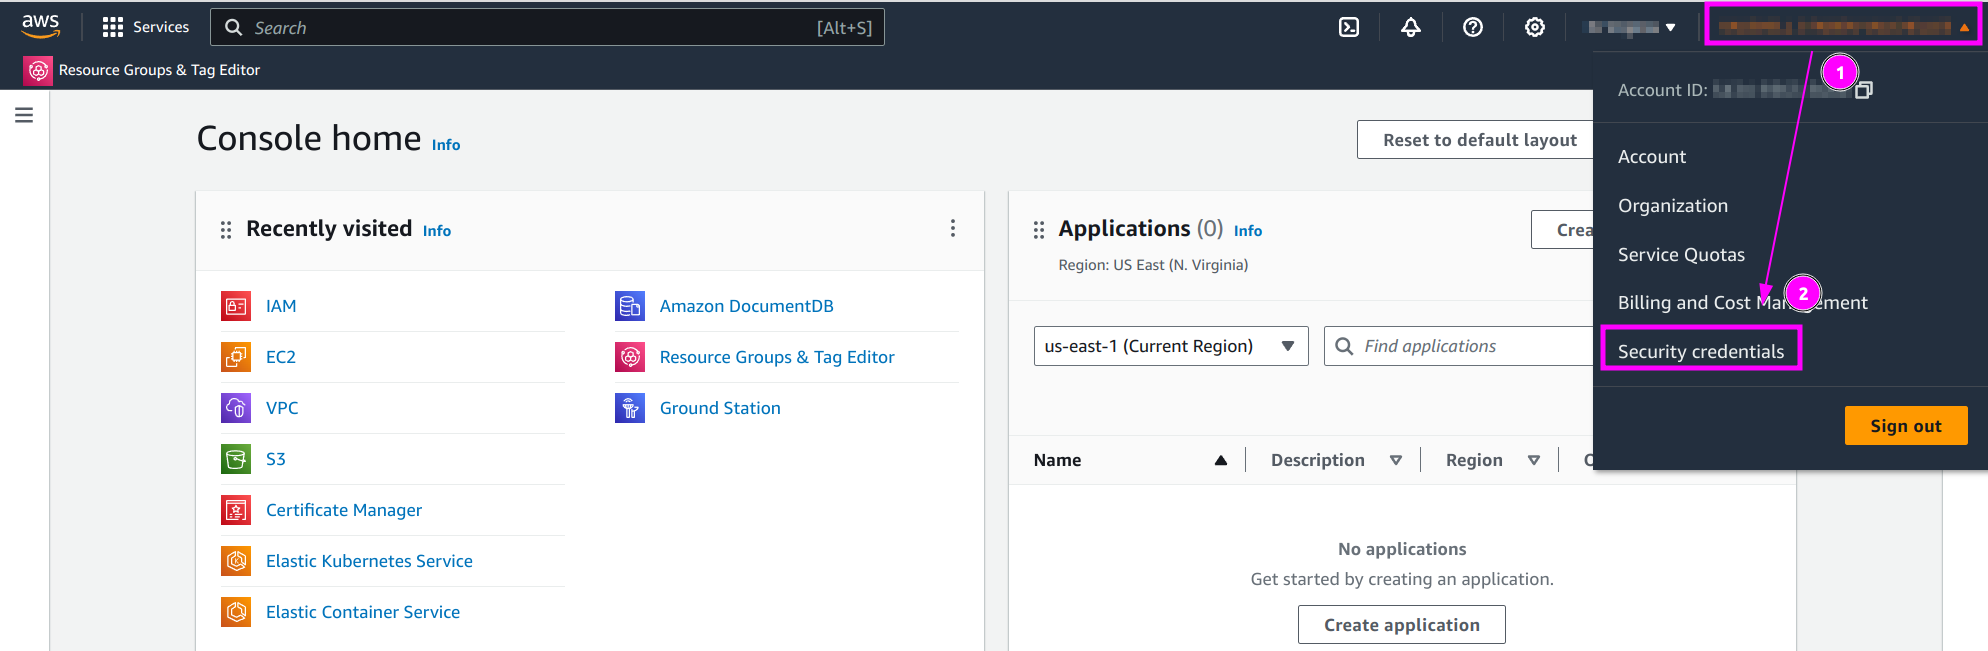 aws
Services
Search
[Alt+S]
Resource Groups & Tag Editor
1
Account ID:
Console home Info
Reset to default layout
Account
Organization
Service Quotas
2
Billing and Cost Management
Security credentials
Sign out
Recently visited Info
IAM
EC2
VPC
S3
Certificate Manager
Elastic Kubernetes Service
Elastic Container Service
Amazon DocumentDB
Resource Groups & Tag Editor
Ground Station
Applications (0) Info
Crea
Region: US East (N. Virginia)
us-east-1 (Current Region)
Find applications
Name
Description
Region
No applications
Get started by creating an application.
Create application